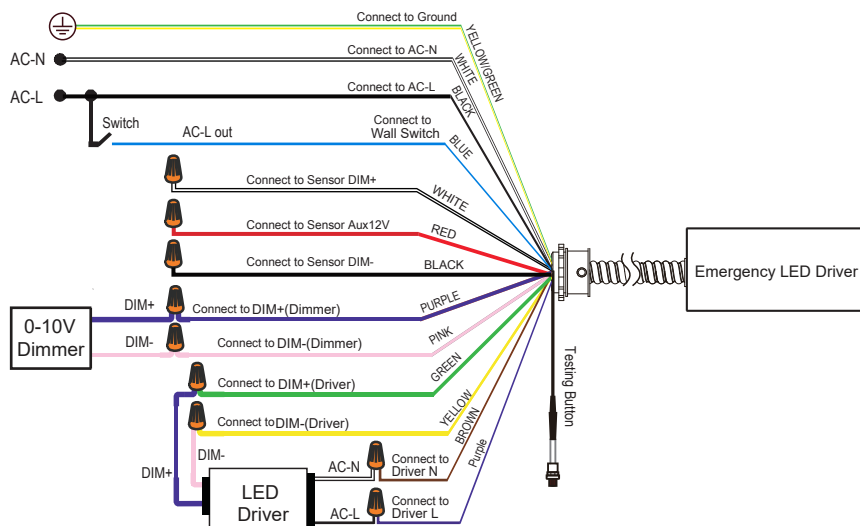 Connect to Ground
YELLOW/GREEN
AC-N
Connect to AC-N
WHITE
AC-L
Connect to AC-L
BLACK
Switch
AC-L out
Connect to
Wall Switch
BLUE
Connect to Sensor DIM+
WHITE
Connect to Sensor Aux12V
RED
Connect to Sensor DIM-
BLACK
Emergency LED Driver
0-10V
Dimmer
DIM+
Connect to DIM+(Dimmer)
PURPLE
DIM-
Connect to DIM-(Dimmer)
PINK
Connect to DIM+(Driver)
GREEN
Connect to DIM-(Driver)
YELLOW
BROWN
Purple
Testing Button
DIM+
DIM-
LED
Driver
AC-N
Connect to
Driver N
AC-L
Connect to
Driver L